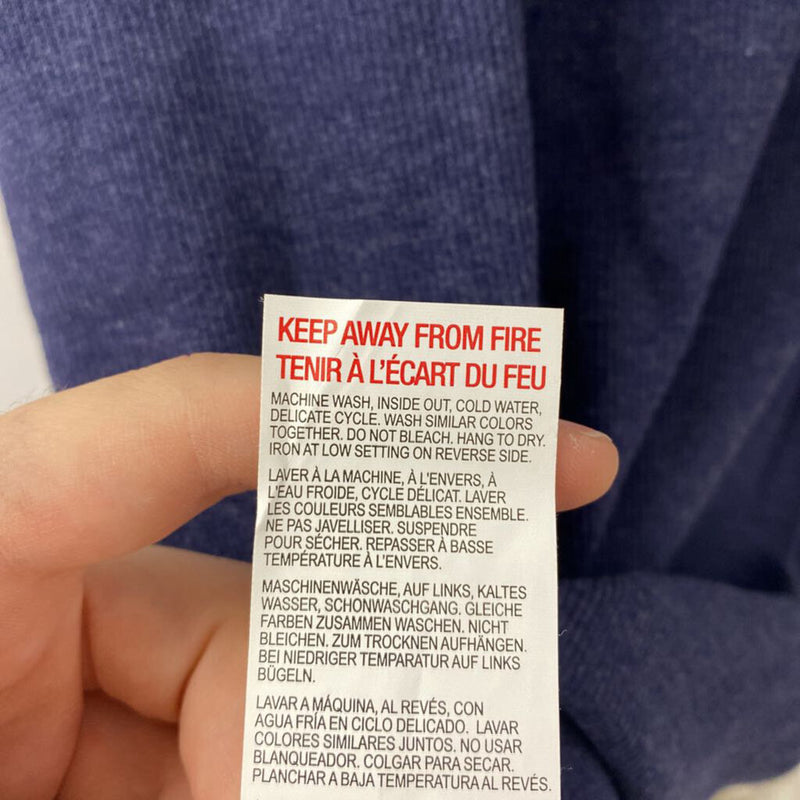 KEEP AWAY FROM FIRE
TENIR À L'ÉCART DU FEU
MACHINE WASH, INSIDE OUT, COLD WATER,
DELICATE CYCLE. WASH SIMILAR COLORS
TOGETHER. DO NOT BLEACH. HANG TO DRY.
IRON AT LOW SETTING ON REVERSE SIDE.
LAVER À LA MACHINE, À L'ENVERS, À
L'EAU FROIDE, CYCLE DÉLICAT. LAVER
LES COULEURS SEMBLABLES ENSEMBLE.
NE PAS JAVELLISER. SUSPENDRE
POUR SÉCHER. REPASSER À BASSE
TEMPÉRATURE À L'ENVERS.
MASCHINENWÄSCHE, AUF LINKS, KALTES
WASSER, SCHONWASCHGANG. GLEICHE
FARBEN ZUSAMMEN WASCHEN. NICHT
BLEICHEN. ZUM TROCKNEN AUFHÄNGEN.
BEI NIEDRIGER TEMPARATUR AUF LINKS
BÜGELN.
LAVAR A MÁQUINA, AL REVÉS, CON
AGUA FRÍA EN CICLO DELICADO. LAVAR
COLORES SIMILARES JUNTOS. NO USAR
BLANQUEADOR. COLGAR PARA SECAR.
PLANCHAR A BAJA TEMPERATURA AL REVÉS.